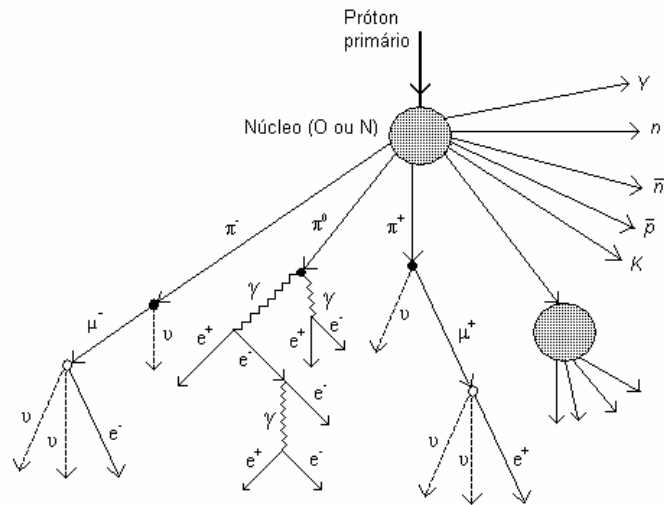 Próton
primário
Núcleo (O ou N)
Y
n
n̅
p̅
K
π⁻
π⁰
π⁺
γ
γ
μ⁻
υ
e⁺
e⁻
e⁺
e⁻
υ
μ⁺
e⁻
γ
υ
υ
e⁻
e⁺
e⁻
υ
υ
e⁺